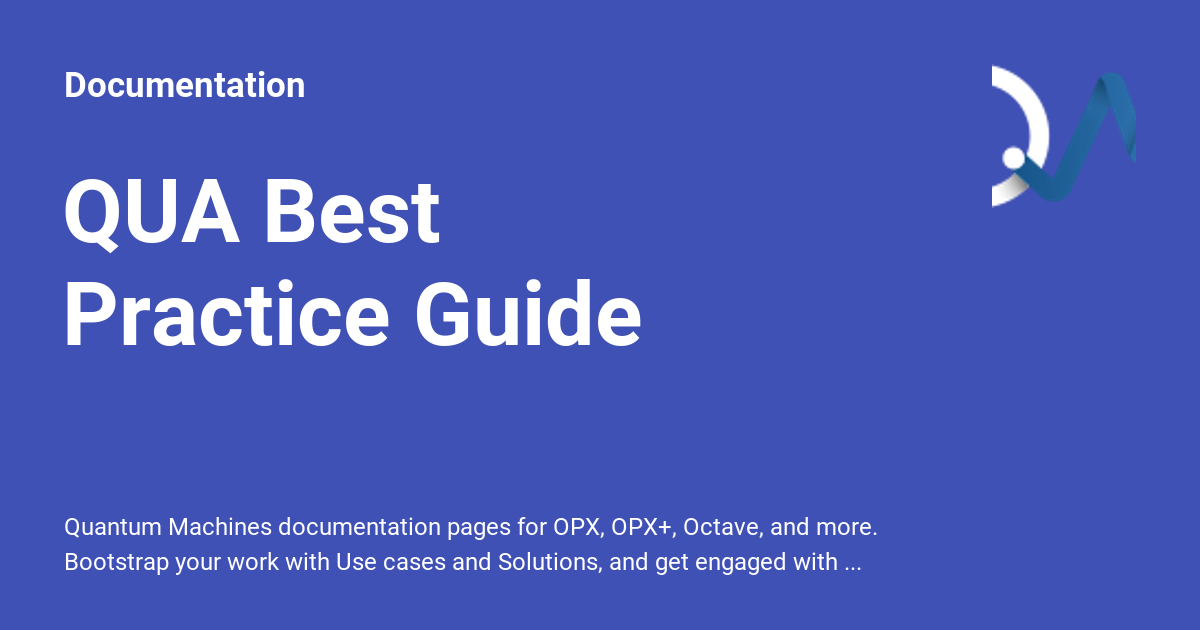 Documentation
QUA Best
Practice Guide
Quantum Machines documentation pages for OPX, OPX+, Octave, and more.
Bootstrap your work with Use cases and Solutions, and get engaged with ...